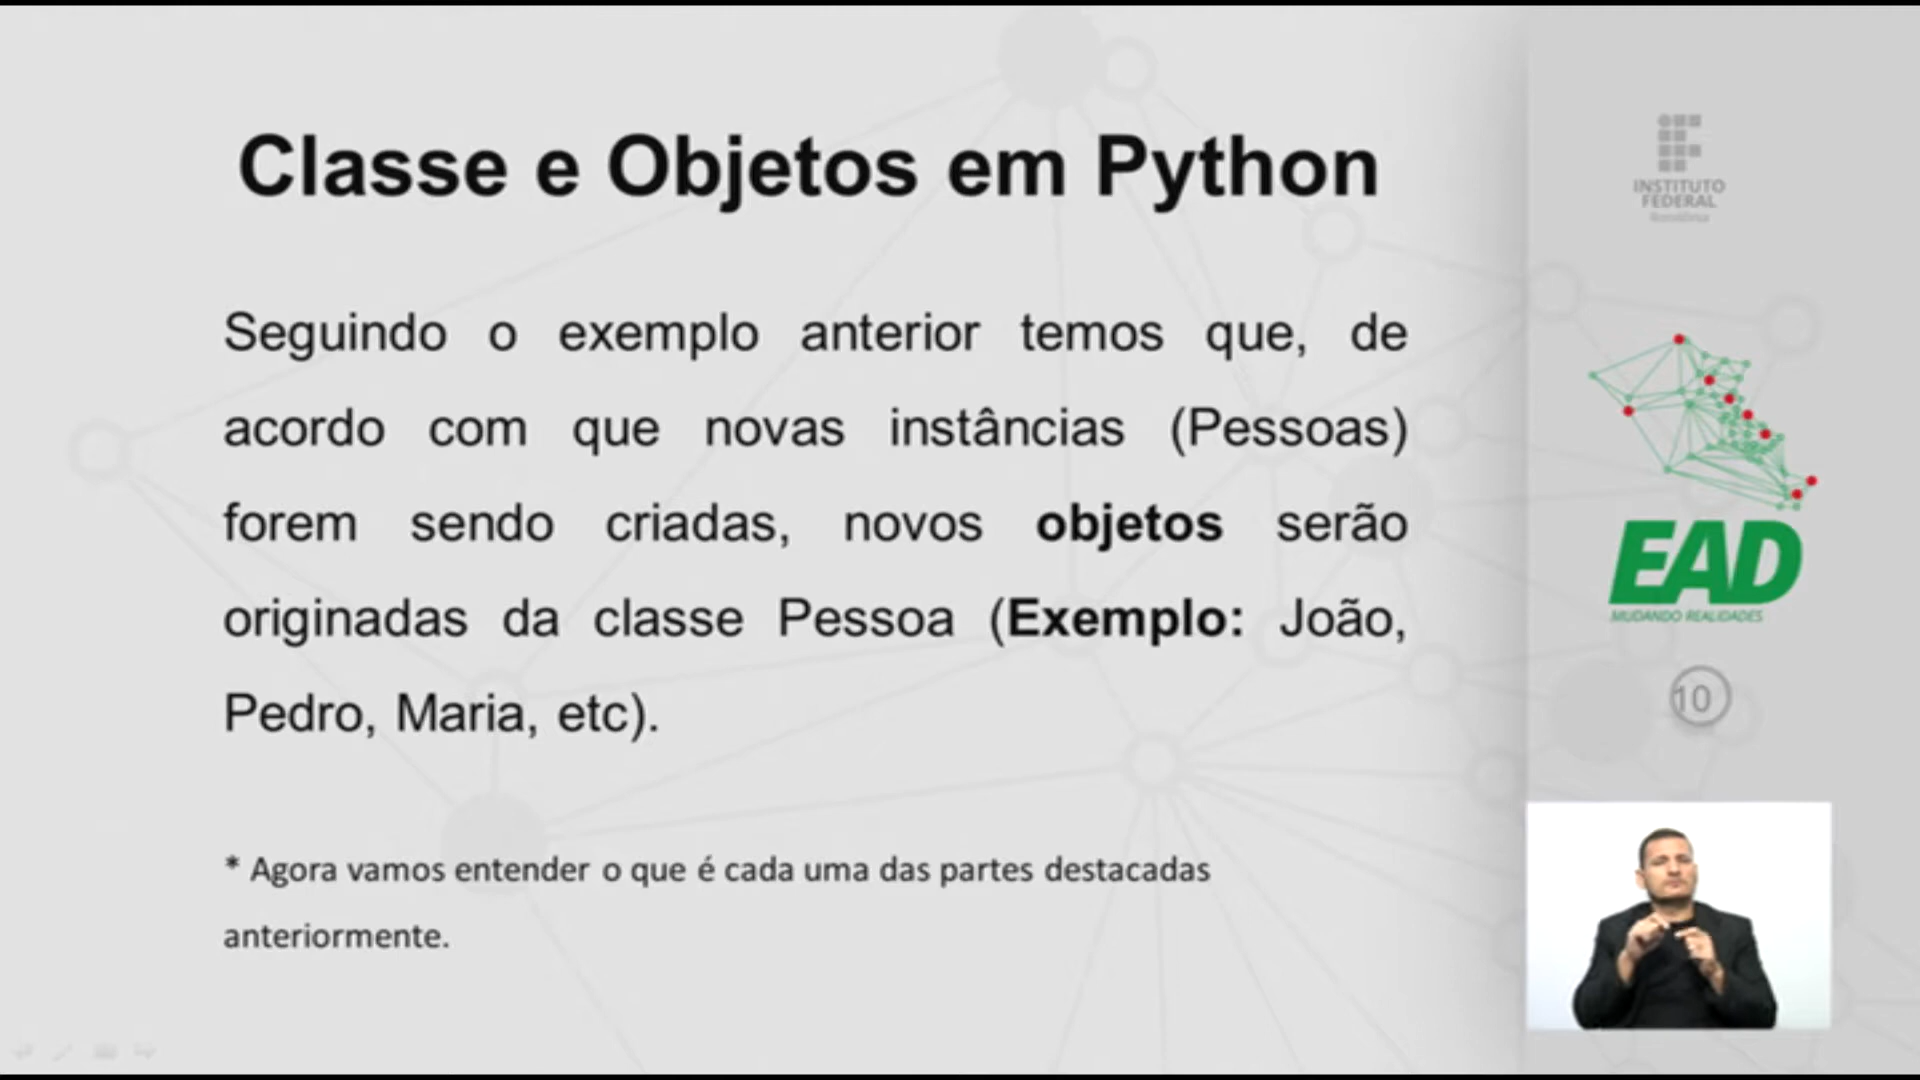 Classe e Objetos em Python
Seguindo o exemplo anterior temos que, de
acordo com que novas instâncias (Pessoas)
forem sendo criadas, novos objetos serão
originadas da classe Pessoa (Exemplo: João,
Pedro, Maria, etc).
* Agora vamos entender o que é cada uma das partes destacadas
anteriormente.
INSTITUTO
FEDERAL
Rondônia
EAD
MUDANDO REALIDADES
10